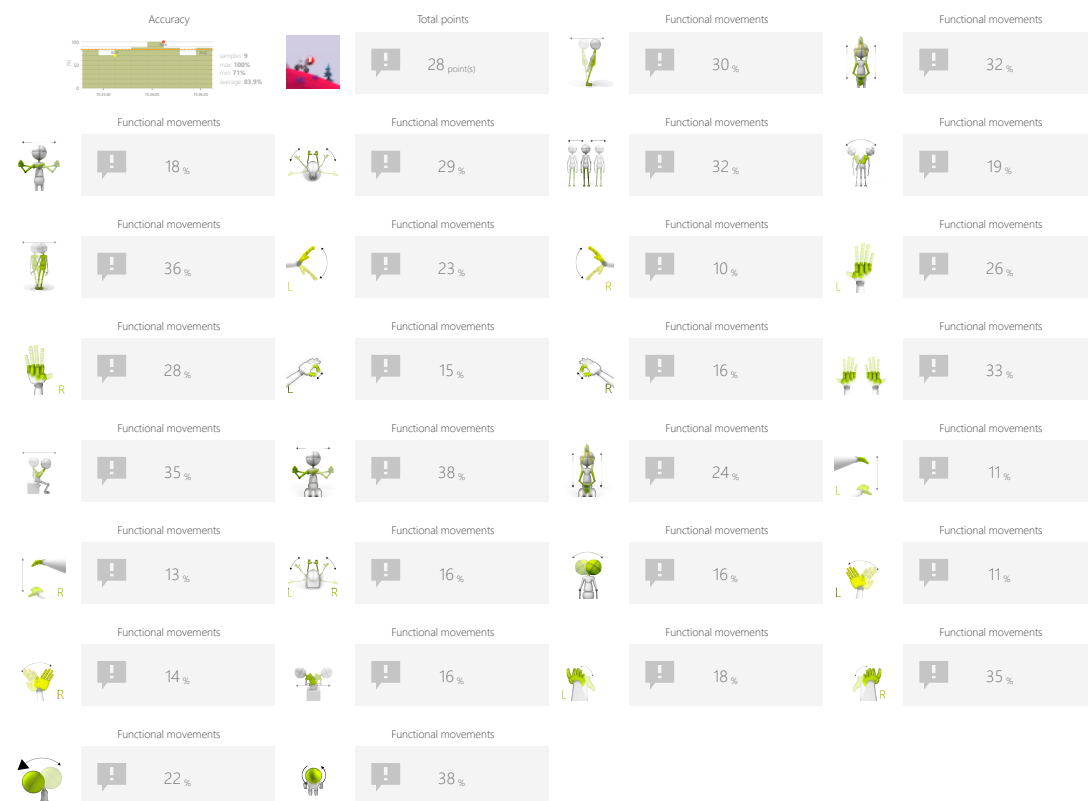 Accuracy
Total points
Functional movements
Functional movements
100
50
0
samples: 9
max: 100%
min: 71%
average: 83.9%
28 point(s)
30 %
32 %
Functional movements
Functional movements
Functional movements
Functional movements
18 %
29 %
32 %
19 %
Functional movements
Functional movements
Functional movements
Functional movements
36 %
L
23 %
R
10 %
L
26 %
Functional movements
Functional movements
Functional movements
Functional movements
R
28 %
L
15 %
R
16 %
33 %
Functional movements
Functional movements
Functional movements
Functional movements
35 %
38 %
24 %
L
11 %
Functional movements
Functional movements
Functional movements
Functional movements
R
13 %
L R
16 %
16 %
L
11 %
Functional movements
Functional movements
Functional movements
Functional movements
R
14 %
16 %
L
18 %
R
35 %
Functional movements
Functional movements
22 %
38 %